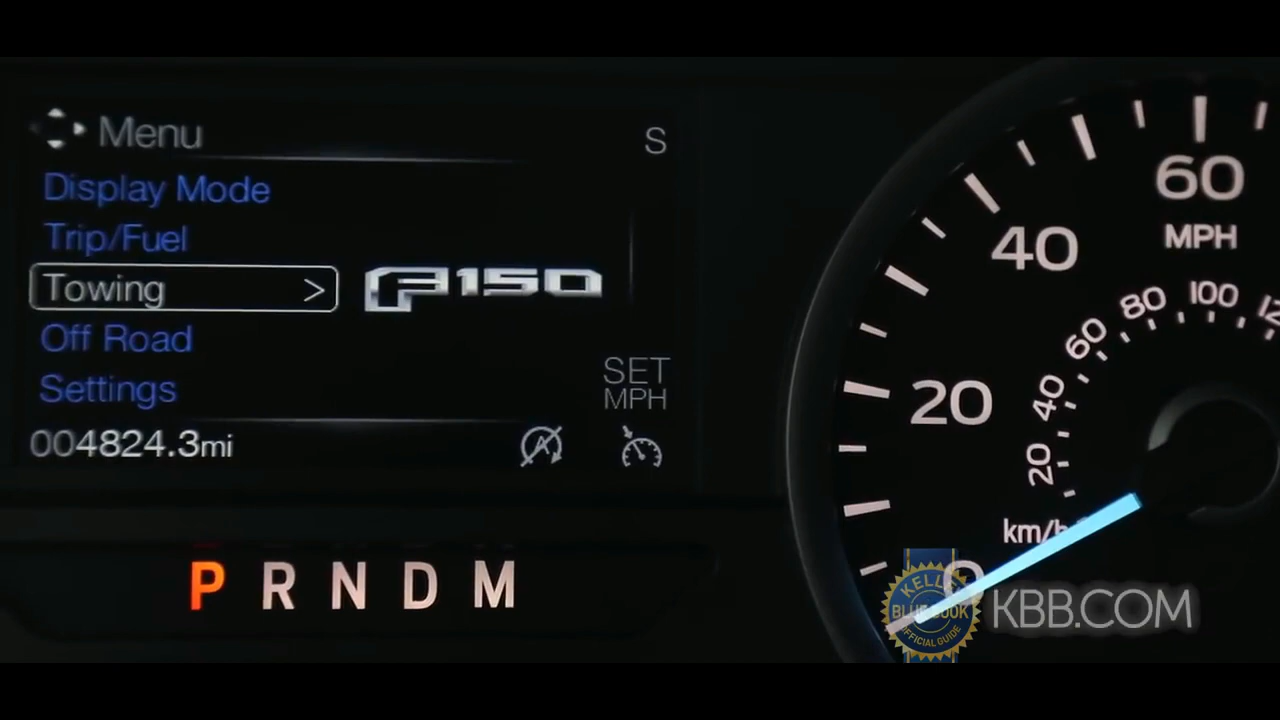 Menu
S
Display Mode
Trip/Fuel
Towing >
F150
Off Road
Settings
SET
MPH
004824.3mi
P R N D M
60
MPH
40
20
0
100
80
60
40
20
km/h
KELLEY
BLUE BOOK
OFFICIAL GUIDE
KBB.COM